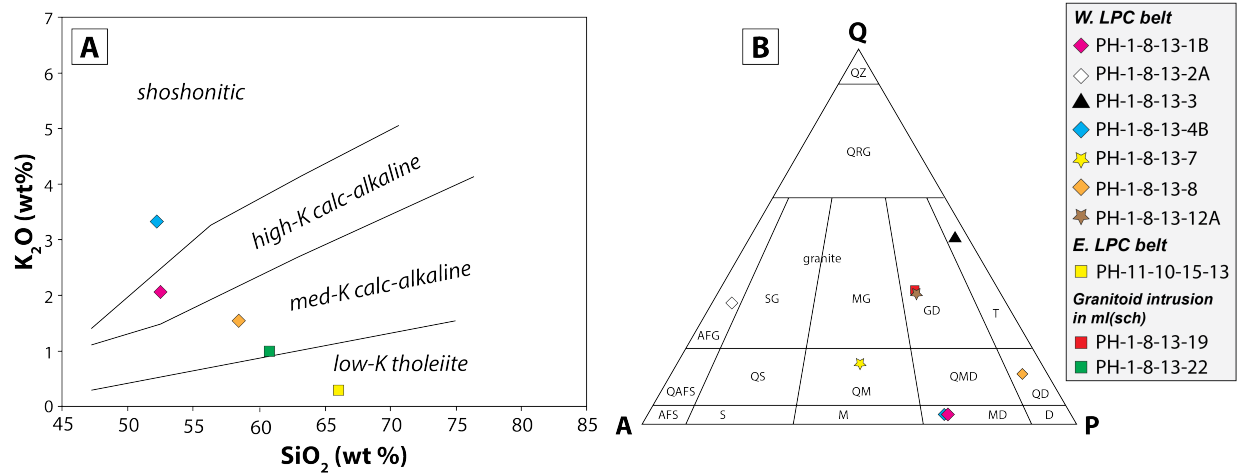 A
7
6
5
4
3
2
1
0
K2O (wt%)
45
50
55
60
65
70
75
80
85
SiO2 (wt %)
shoshonitic
high-K calc-alkaline
med-K calc-alkaline
low-K tholeiite
B
Q
QZ
QRG
granite
SG
MG
GD
T
AFG
QAFS
QS
QM
QMD
QD
AFS
S
M
MD
D
A
P
W. LPC belt
PH-1-8-13-1B
PH-1-8-13-2A
PH-1-8-13-3
PH-1-8-13-4B
PH-1-8-13-7
PH-1-8-13-8
PH-1-8-13-12A
E. LPC belt
PH-11-10-15-13
Granitoid intrusion
in ml(sch)
PH-1-8-13-19
PH-1-8-13-22